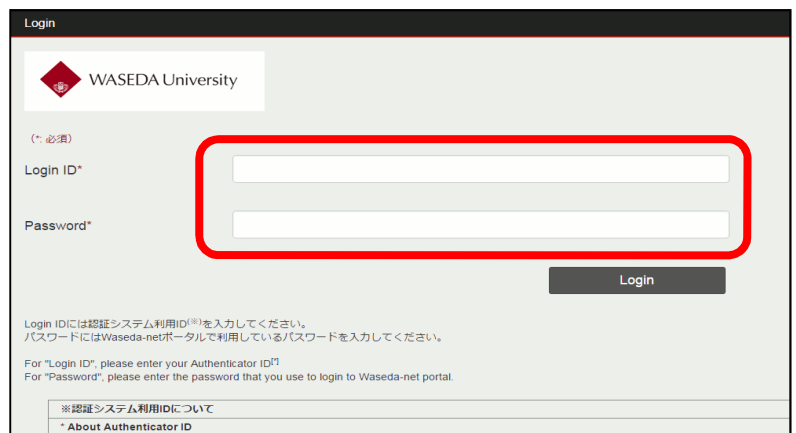 Login
WASEDA University
(*: 必須)
Login ID*
Password*
Login
Login IDには認証システム利用ID(※)を入力してください。
パスワードにはWaseda-netポータルで利用しているパスワードを入力してください。
For "Login ID", please enter your Authenticator ID[*]
For "Password", please enter the password that you use to login to Waseda-net portal.
※認証システム利用IDについて
* About Authenticator ID